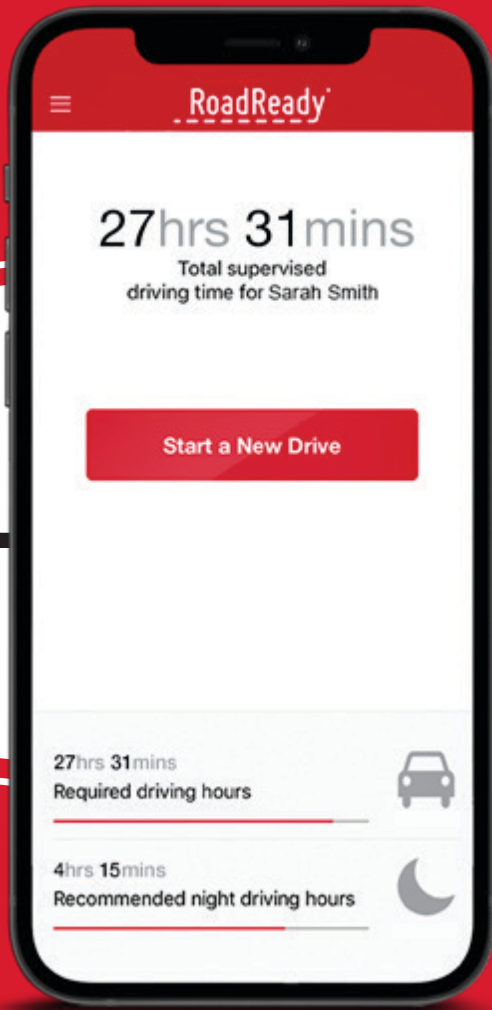 RoadReady
27hrs 31mins
Total supervised
driving time for Sarah Smith
Start a New Drive
27hrs 31mins
Required driving hours
4hrs 15mins
Recommended night driving hours